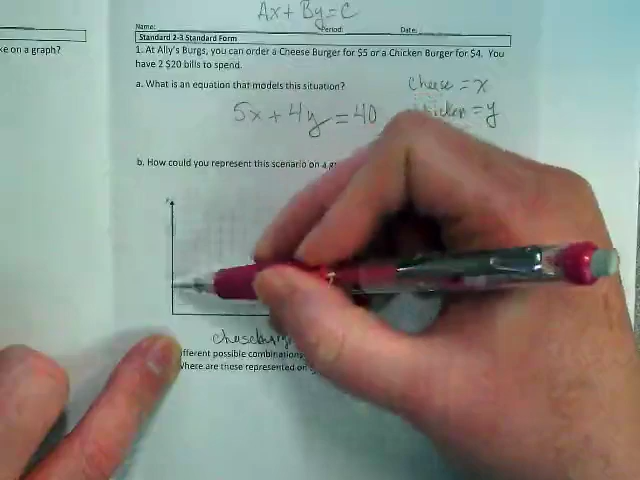 Ax + By = C
Name: Period: Date:
Standard 2-3 Standard Form
ke on a graph?
1. At Ally's Burgs, you can order a Cheese Burger for $5 or a Chicken Burger for $4. You
have 2 $20 bills to spend.
a. What is an equation that models this situation?
cheese = x
5x + 4y = 40
= y
b. How could you represent this scenario on a
fferent possible combinations
Where are these represented on